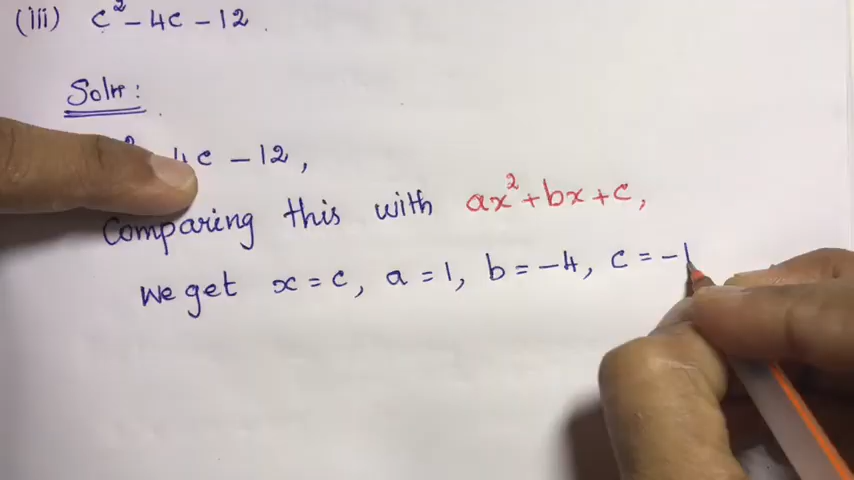 (iii) c² - 4c - 12.
Soln:
4c - 12,
Comparing this with ax² + bx + c,
We get x = c, a = 1, b = -4, c = -1